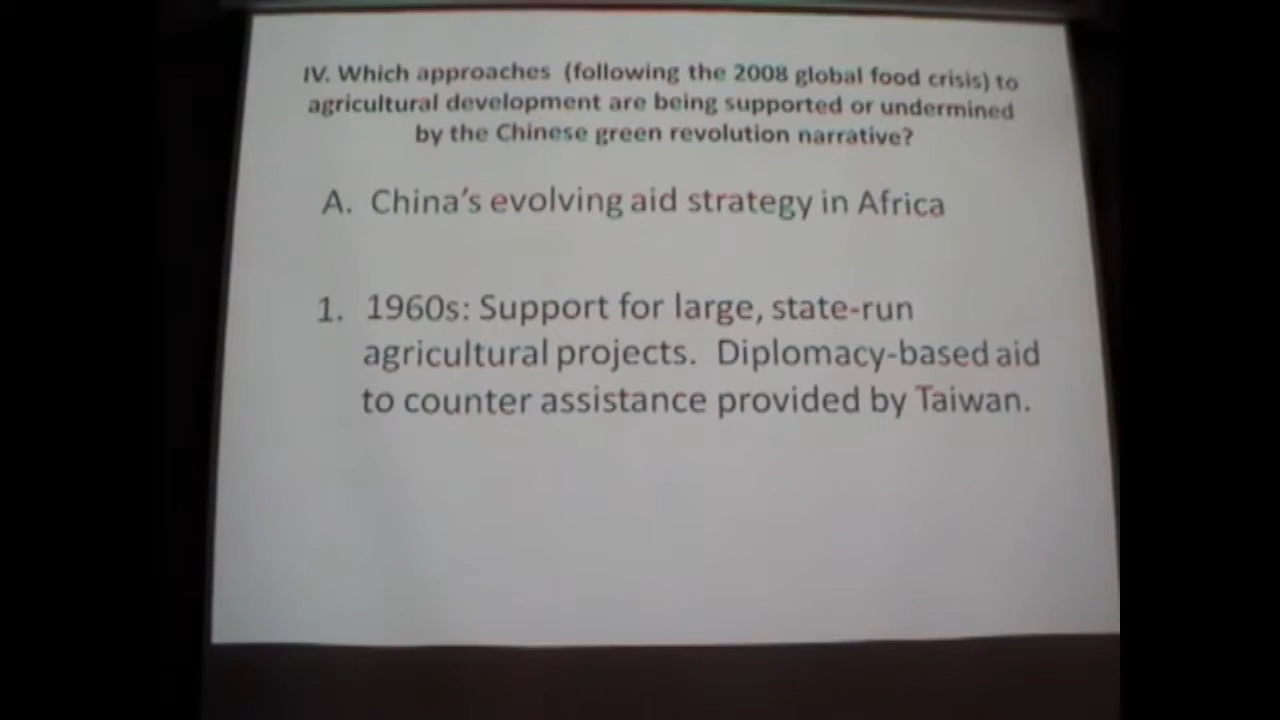 IV. Which approaches (following the 2008 global food crisis) to
agricultural development are being supported or undermined
by the Chinese green revolution narrative?
A. China's evolving aid strategy in Africa
1. 1960s: Support for large, state-run
agricultural projects. Diplomacy-based aid
to counter assistance provided by Taiwan.